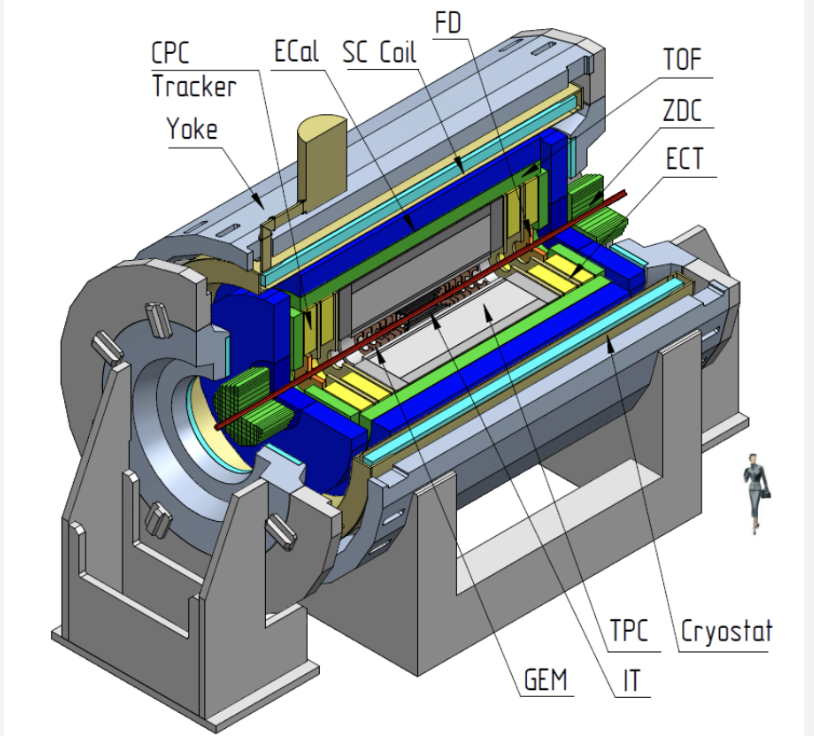 FD
CPC
Tracker
ECal
SC Coil
TOF
Yoke
ZDC
ECT
TPC
Cryostat
GEM
IT